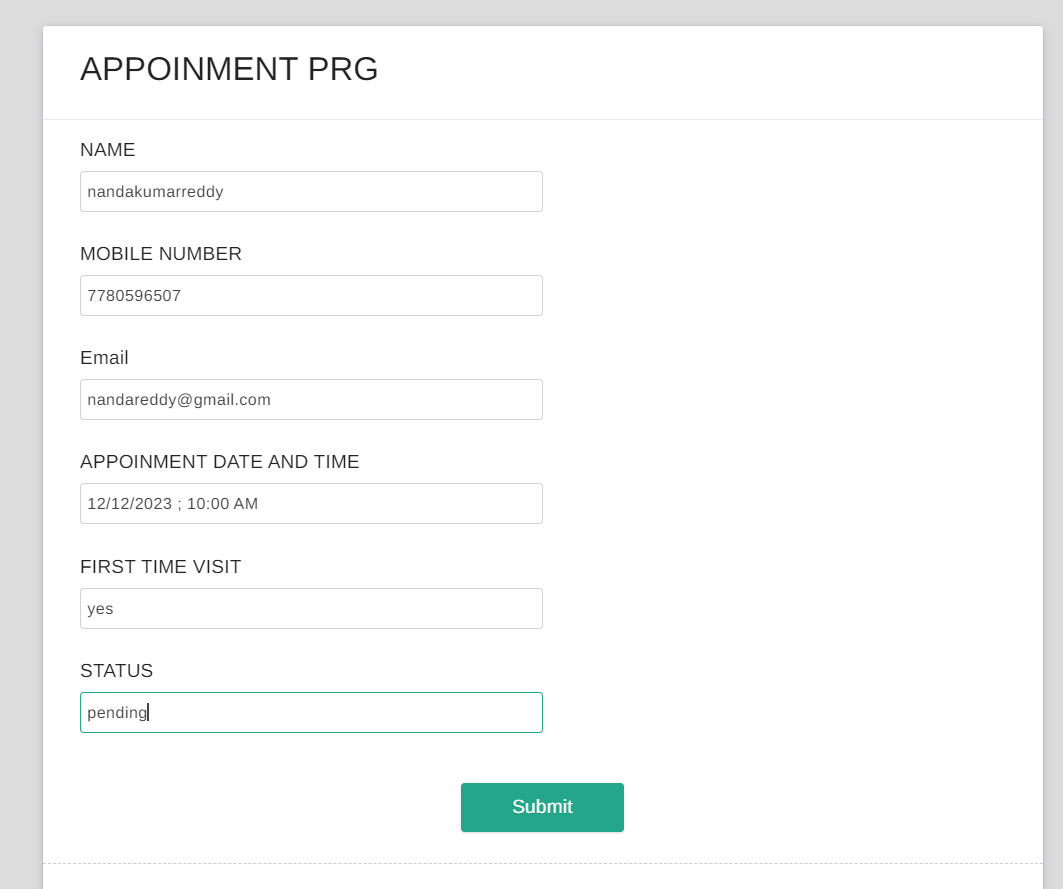 APPOINMENT PRG
NAME
nandakumarreddy
MOBILE NUMBER
7780596507
Email
nandareddy@gmail.com
APPOINMENT DATE AND TIME
12/12/2023 ; 10:00 AM
FIRST TIME VISIT
yes
STATUS
pending
Submit